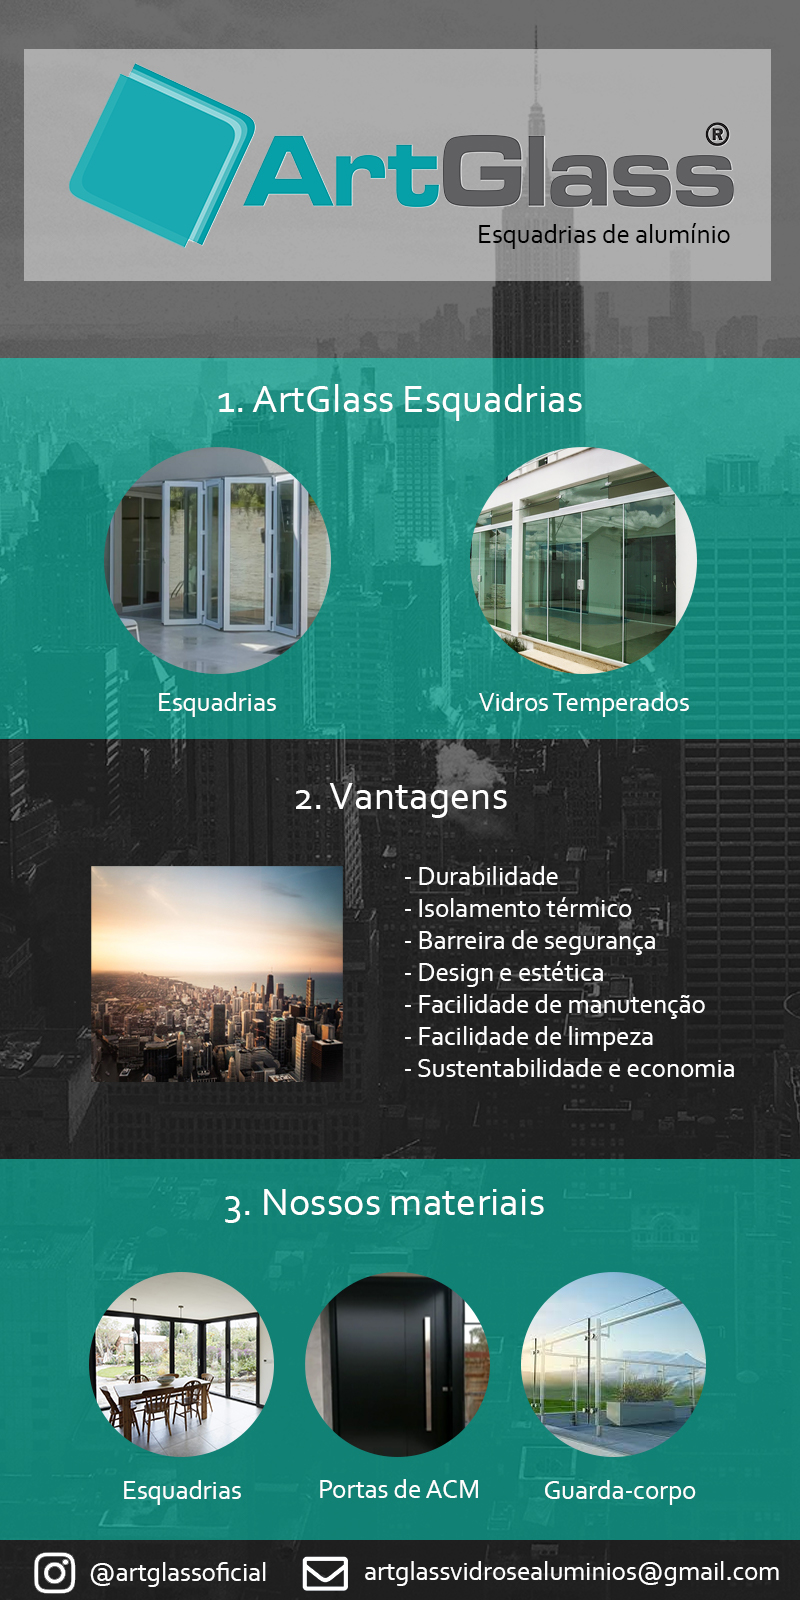 ArtGlass®
Esquadrias de alumínio
1. ArtGlass Esquadrias
Esquadrias
Vidros Temperados
2. Vantagens
- Durabilidade
- Isolamento térmico
- Barreira de segurança
- Design e estética
- Facilidade de manutenção
- Facilidade de limpeza
- Sustentabilidade e economia
3. Nossos materiais
Esquadrias
Portas de ACM
Guarda-corpo
@artglassoficial
artglassvidrosealuminios@gmail.com